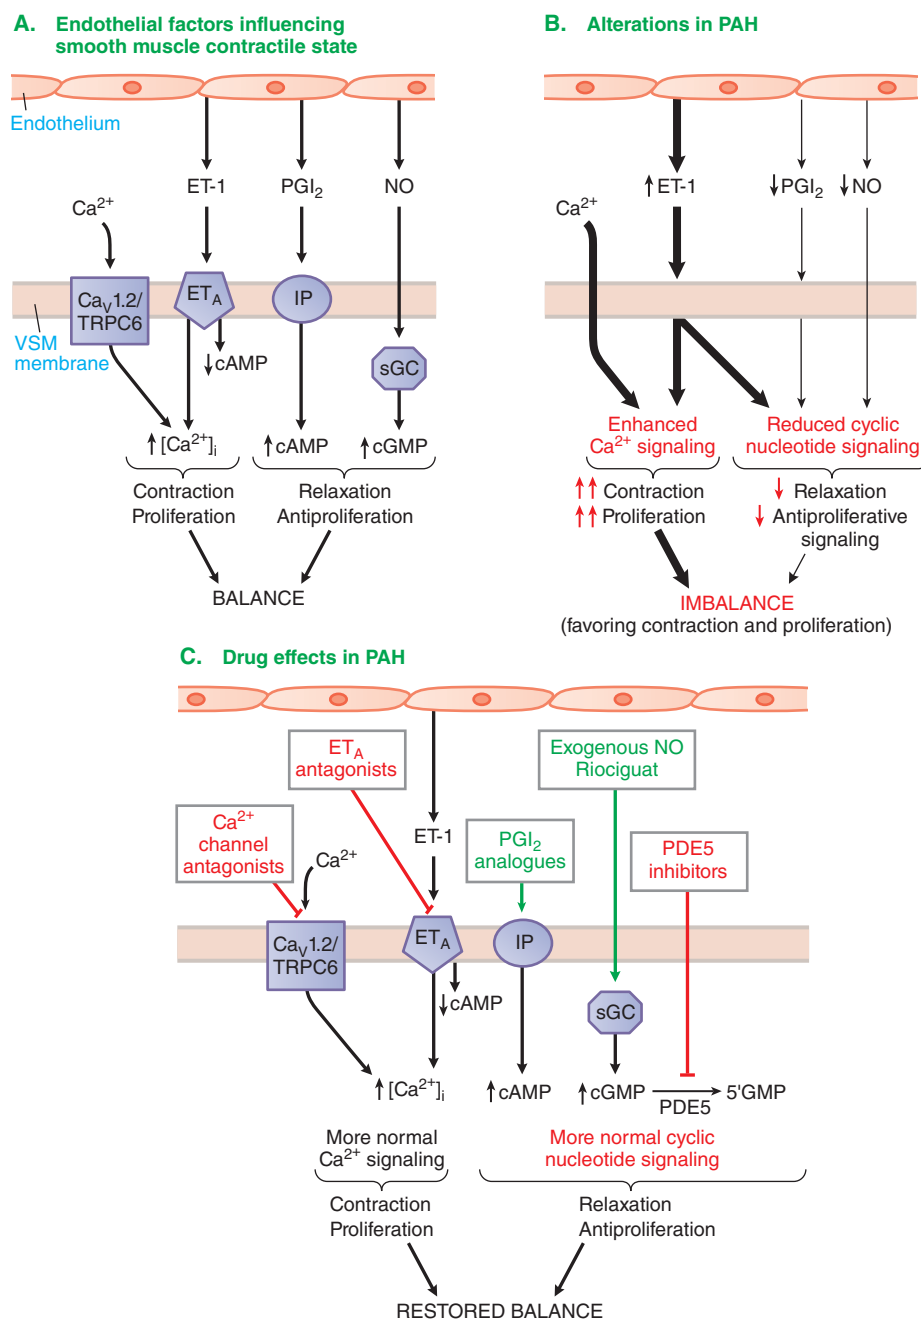 A. Endothelial factors influencing
smooth muscle contractile state
Endothelium
ET-1
PGI₂
NO
Ca²⁺
Caᵥ1.2/
TRPC6
ET_A
IP
VSM
membrane
↓cAMP
sGC
↑[Ca²⁺]ᵢ
↑cAMP
↑cGMP
Contraction
Proliferation
Relaxation
Antiproliferation
BALANCE
B. Alterations in PAH
↑ET-1
↓PGI₂
↓NO
Ca²⁺
Enhanced
Ca²⁺ signaling
Reduced cyclic
nucleotide signaling
↑↑ Contraction
↑↑ Proliferation
↓ Relaxation
↓ Antiproliferative
signaling
IMBALANCE
(favoring contraction and proliferation)
C. Drug effects in PAH
ET_A
antagonists
Exogenous NO
Riociguat
Ca²⁺
channel
antagonists
Ca²⁺
ET-1
PGI₂
analogues
PDE5
inhibitors
Caᵥ1.2/
TRPC6
ET_A
IP
↓cAMP
sGC
↑[Ca²⁺]ᵢ
↑cAMP
↑cGMP
PDE5
5'GMP
More normal
Ca²⁺ signaling
More normal cyclic
nucleotide signaling
Contraction
Proliferation
Relaxation
Antiproliferation
RESTORED BALANCE